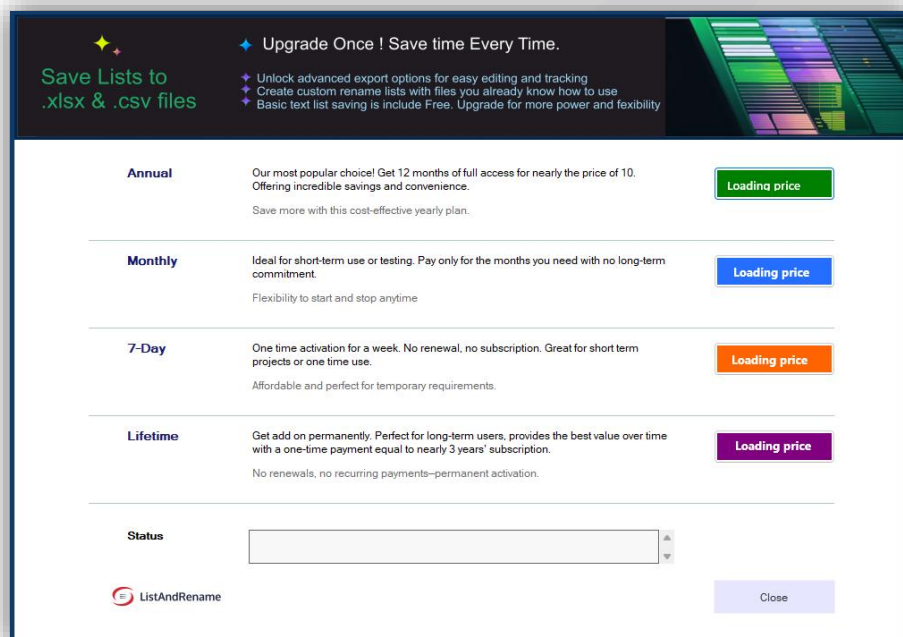 Save Lists to
.xlsx & .csv files
Upgrade Once ! Save time Every Time.
Unlock advanced export options for easy editing and tracking
Create custom rename lists with files you already know how to use
Basic text list saving is include Free. Upgrade for more power and fexibility
Annual
Our most popular choice! Get 12 months of full access for nearly the price of 10.
Offering incredible savings and convenience.
Save more with this cost-effective yearly plan.
Loading price
Monthly
Ideal for short-term use or testing. Pay only for the months you need with no long-term
commitment.
Flexibility to start and stop anytime
Loading price
7-Day
One time activation for a week. No renewal, no subscription. Great for short term
projects or one time use.
Affordable and perfect for temporary requirements.
Loading price
Lifetime
Get add on permanently. Perfect for long-term users, provides the best value over time
with a one-time payment equal to nearly 3 years' subscription.
No renewals, no recurring payments–permanent activation.
Loading price
Status
ListAndRename
Close